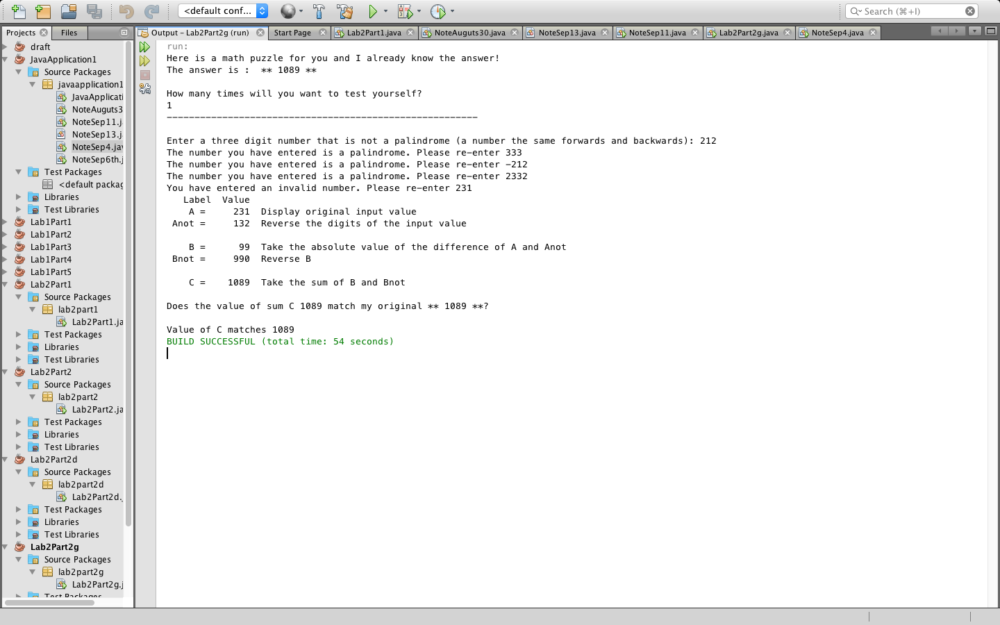 <default conf...
Search (⌘+I)
Projects
Files
Output – Lab2Part2g (run)
Start Page
Lab2Part1.java
NoteAuguts30.java
NoteSep13.java
NoteSep11.java
Lab2Part2g.java
NoteSep4.java
draft
JavaApplication1
Source Packages
javaapplication1
JavaApplicati
NoteAuguts3
NoteSep11.j
NoteSep13.j
NoteSep4.jav
NoteSep6th.j
Test Packages
<default packag
Libraries
Test Libraries
Lab1Part1
Lab1Part2
Lab1Part3
Lab1Part4
Lab1Part5
Lab2Part1
Source Packages
lab2part1
Lab2Part1.ja
Test Packages
Libraries
Test Libraries
Lab2Part2
Source Packages
lab2part2
Lab2Part2.ja
Test Packages
Libraries
Test Libraries
Lab2Part2d
Source Packages
lab2part2d
Lab2Part2d.j
Test Packages
Libraries
Test Libraries
Lab2Part2g
Source Packages
lab2part2g
Lab2Part2g.j
Test Packages
run:
Here is a math puzzle for you and I already know the answer!
The answer is :  ** 1089 **
How many times will you want to test yourself?
1
--------------------------------------------------------
Enter a three digit number that is not a palindrome (a number the same forwards and backwards): 212
The number you have entered is a palindrome. Please re-enter 333
The number you have entered is a palindrome. Please re-enter -212
The number you have entered is a palindrome. Please re-enter 2332
You have entered an invalid number. Please re-enter 231
Label  Value
A =     231  Display original input value
Anot =     132  Reverse the digits of the input value
B =      99  Take the absolute value of the difference of A and Anot
Bnot =     990  Reverse B
C =    1089  Take the sum of B and Bnot
Does the value of sum C 1089 match my original ** 1089 **?
Value of C matches 1089
BUILD SUCCESSFUL (total time: 54 seconds)